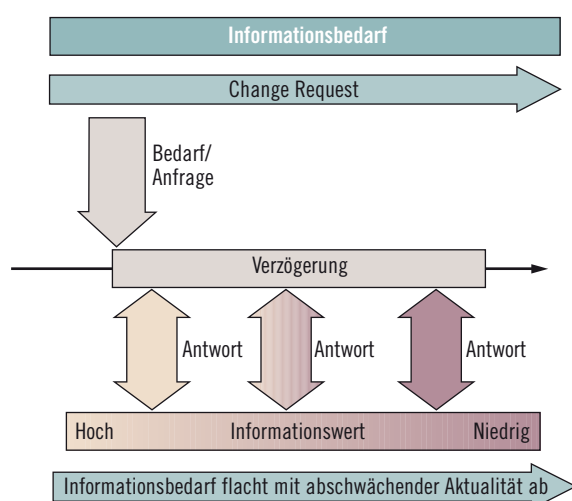 Informationsbedarf
Change Request
Bedarf/
Anfrage
Verzögerung
Antwort Antwort Antwort
Hoch Informationswert Niedrig
Informationsbedarf flacht mit abschwächender Aktualität ab